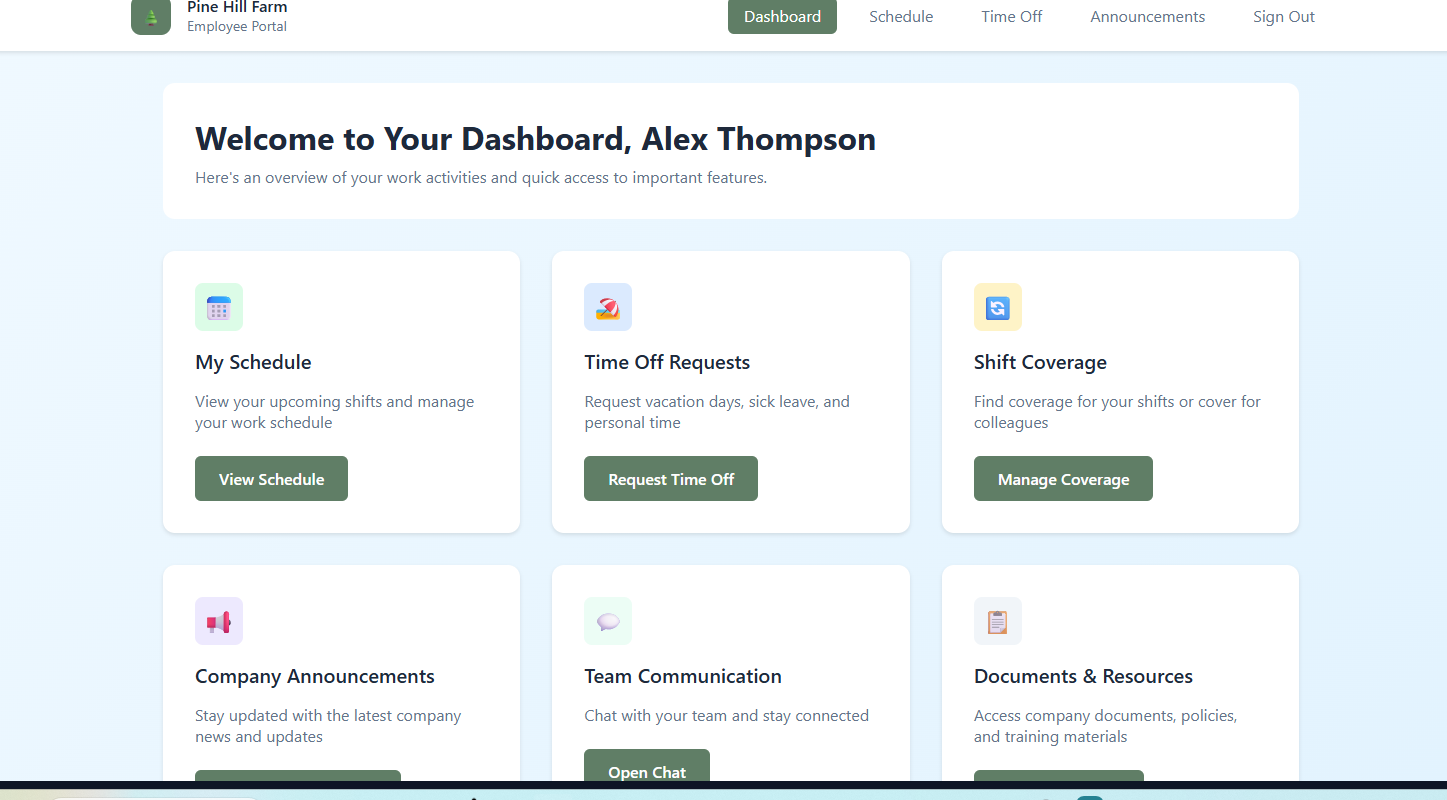 Pine Hill Farm
Employee Portal
Dashboard
Schedule
Time Off
Announcements
Sign Out
Welcome to Your Dashboard, Alex Thompson
Here's an overview of your work activities and quick access to important features.
My Schedule
View your upcoming shifts and manage
your work schedule
View Schedule
Time Off Requests
Request vacation days, sick leave, and
personal time
Request Time Off
Shift Coverage
Find coverage for your shifts or cover for
colleagues
Manage Coverage
Company Announcements
Stay updated with the latest company
news and updates
Team Communication
Chat with your team and stay connected
Open Chat
Documents & Resources
Access company documents, policies,
and training materials